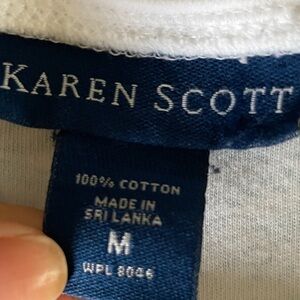 KAREN SCOTT
100% COTTON
MADE IN
SRI LANKA
M
WPL 8046